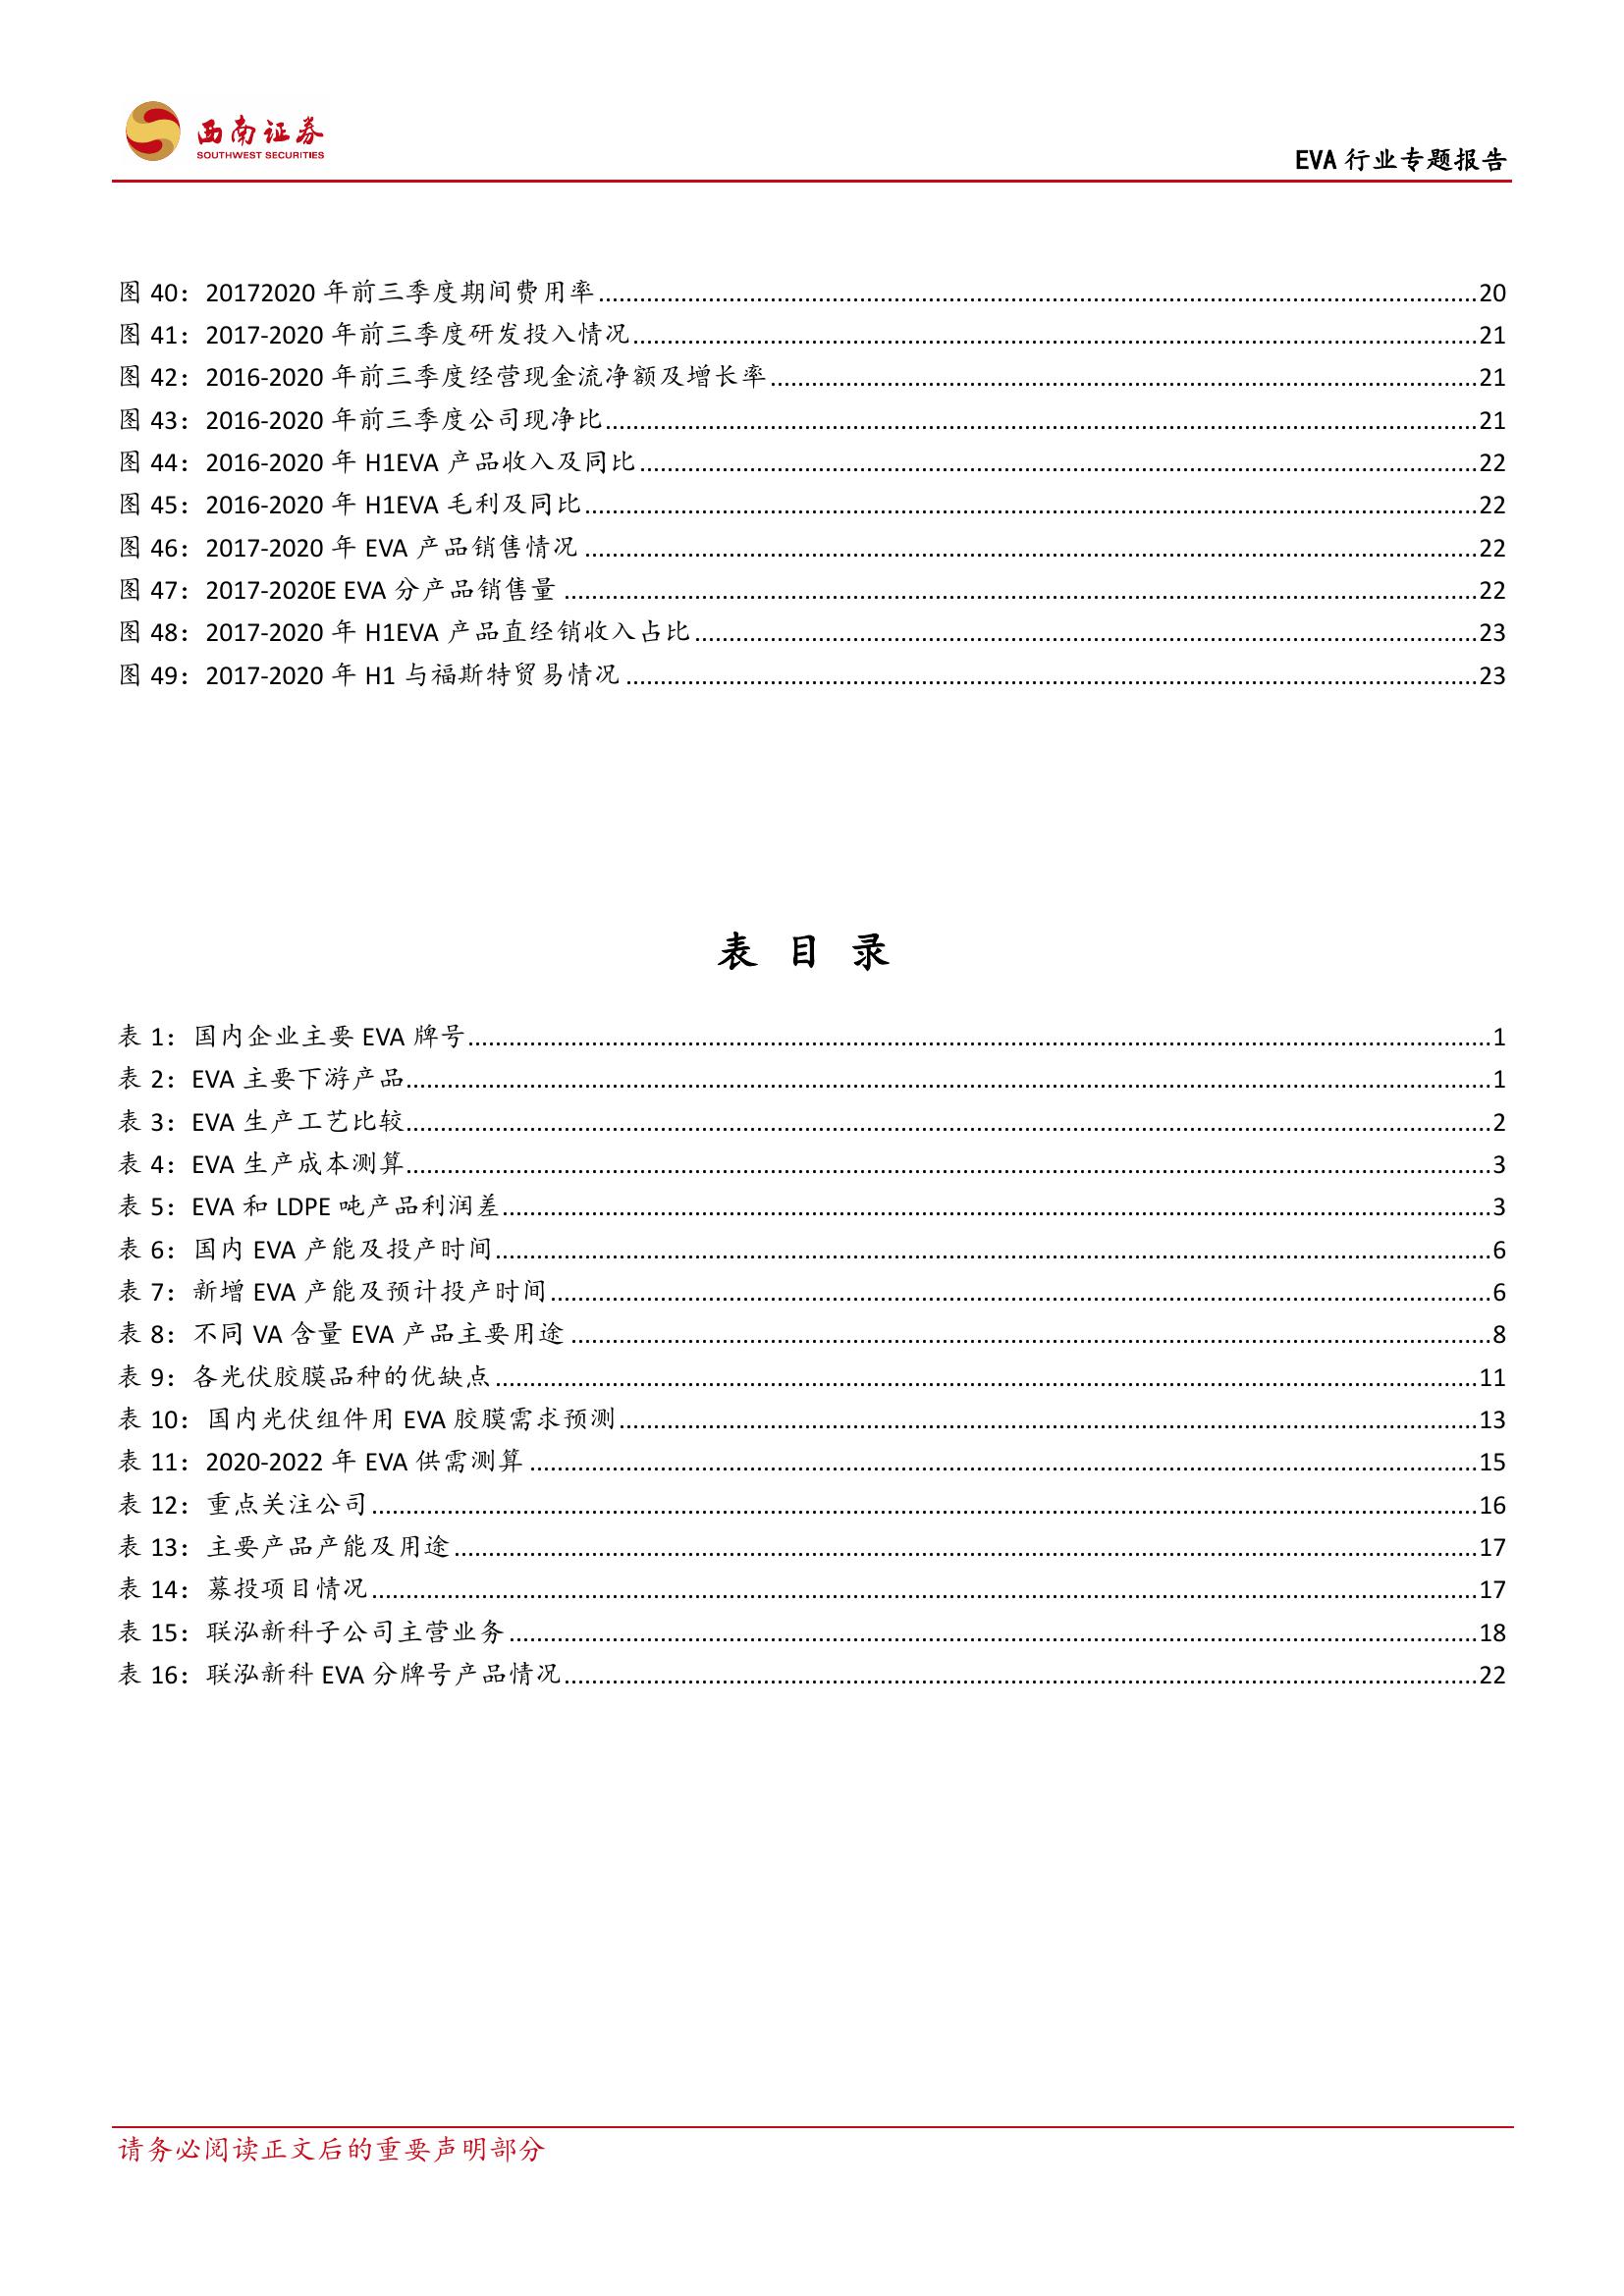 西南证券
SOUTHWEST SECURITIES
EVA 行业专题报告
图 40：20172020 年前三季度期间费用率......20
图 41：2017-2020 年前三季度研发投入情况......21
图 42：2016-2020 年前三季度经营现金流净额及增长率......21
图 43：2016-2020 年前三季度公司现净比......21
图 44：2016-2020 年 H1EVA 产品收入及同比......22
图 45：2016-2020 年 H1EVA 毛利及同比......22
图 46：2017-2020 年 EVA 产品销售情况......22
图 47：2017-2020E EVA 分产品销售量......22
图 48：2017-2020 年 H1EVA 产品直经销收入占比......23
图 49：2017-2020 年 H1 与福斯特贸易情况......23
表 目 录
表 1：国内企业主要 EVA 牌号......1
表 2：EVA 主要下游产品......1
表 3：EVA 生产工艺比较......2
表 4：EVA 生产成本测算......3
表 5：EVA 和 LDPE 吨产品利润差......3
表 6：国内 EVA 产能及投产时间......6
表 7：新增 EVA 产能及预计投产时间......6
表 8：不同 VA 含量 EVA 产品主要用途......8
表 9：各光伏胶膜品种的优缺点......11
表 10：国内光伏组件用 EVA 胶膜需求预测......13
表 11：2020-2022 年 EVA 供需测算......15
表 12：重点关注公司......16
表 13：主要产品产能及用途......17
表 14：募投项目情况......17
表 15：联泓新科子公司主营业务......18
表 16：联泓新科 EVA 分牌号产品情况......22
请务必阅读正文后的重要声明部分